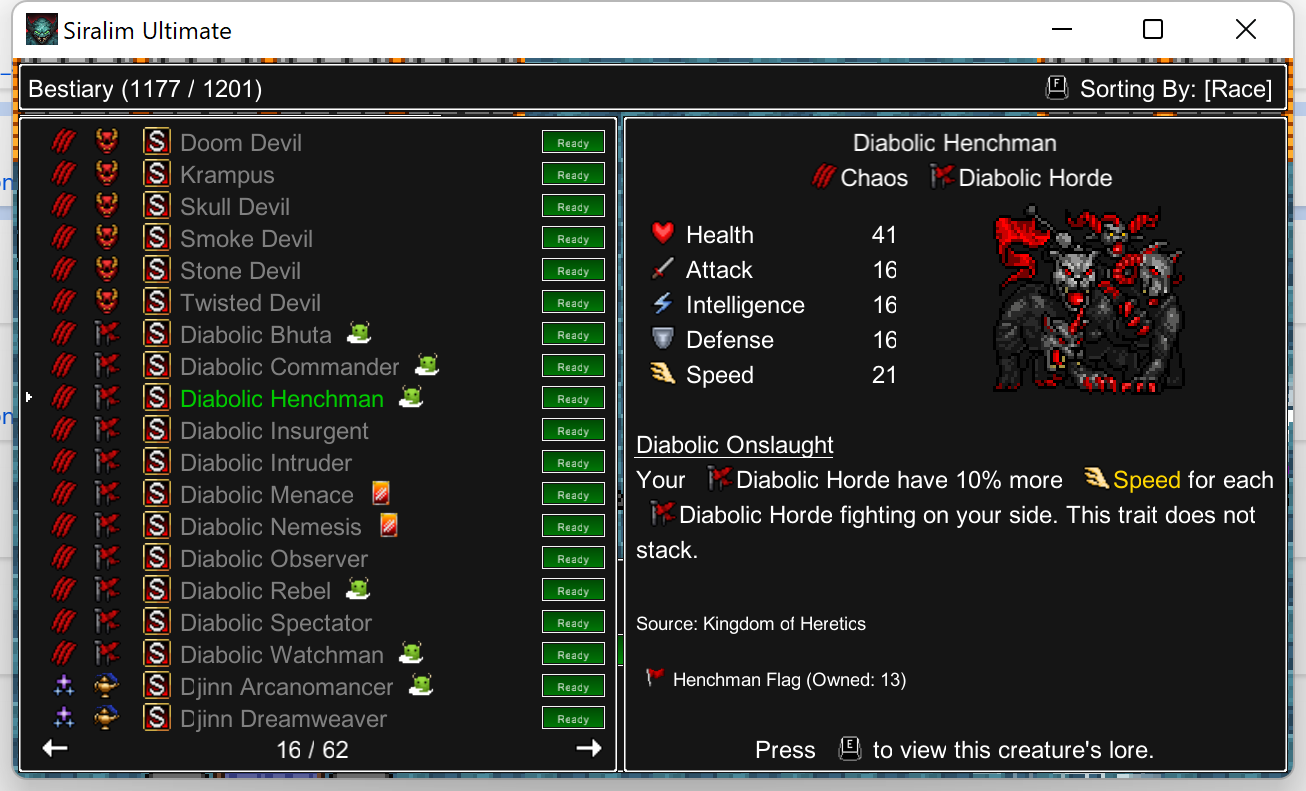 Siralim Ultimate
Bestiary (1177 / 1201)
F Sorting By: [Race]
S Doom Devil Ready
S Krampus Ready
S Skull Devil Ready
S Smoke Devil Ready
S Stone Devil Ready
S Twisted Devil Ready
S Diabolic Bhuta Ready
S Diabolic Commander Ready
S Diabolic Henchman Ready
S Diabolic Insurgent Ready
S Diabolic Intruder Ready
S Diabolic Menace Ready
S Diabolic Nemesis Ready
S Diabolic Observer Ready
S Diabolic Rebel Ready
S Diabolic Spectator Ready
S Diabolic Watchman Ready
S Djinn Arcanomancer Ready
S Djinn Dreamweaver Ready
16 / 62
Diabolic Henchman
Chaos Diabolic Horde
Health 41
Attack 16
Intelligence 16
Defense 16
Speed 21
Diabolic Onslaught
Your Diabolic Horde have 10% more Speed for each
Diabolic Horde fighting on your side. This trait does not
stack.
Source: Kingdom of Heretics
Henchman Flag (Owned: 13)
Press E to view this creature's lore.